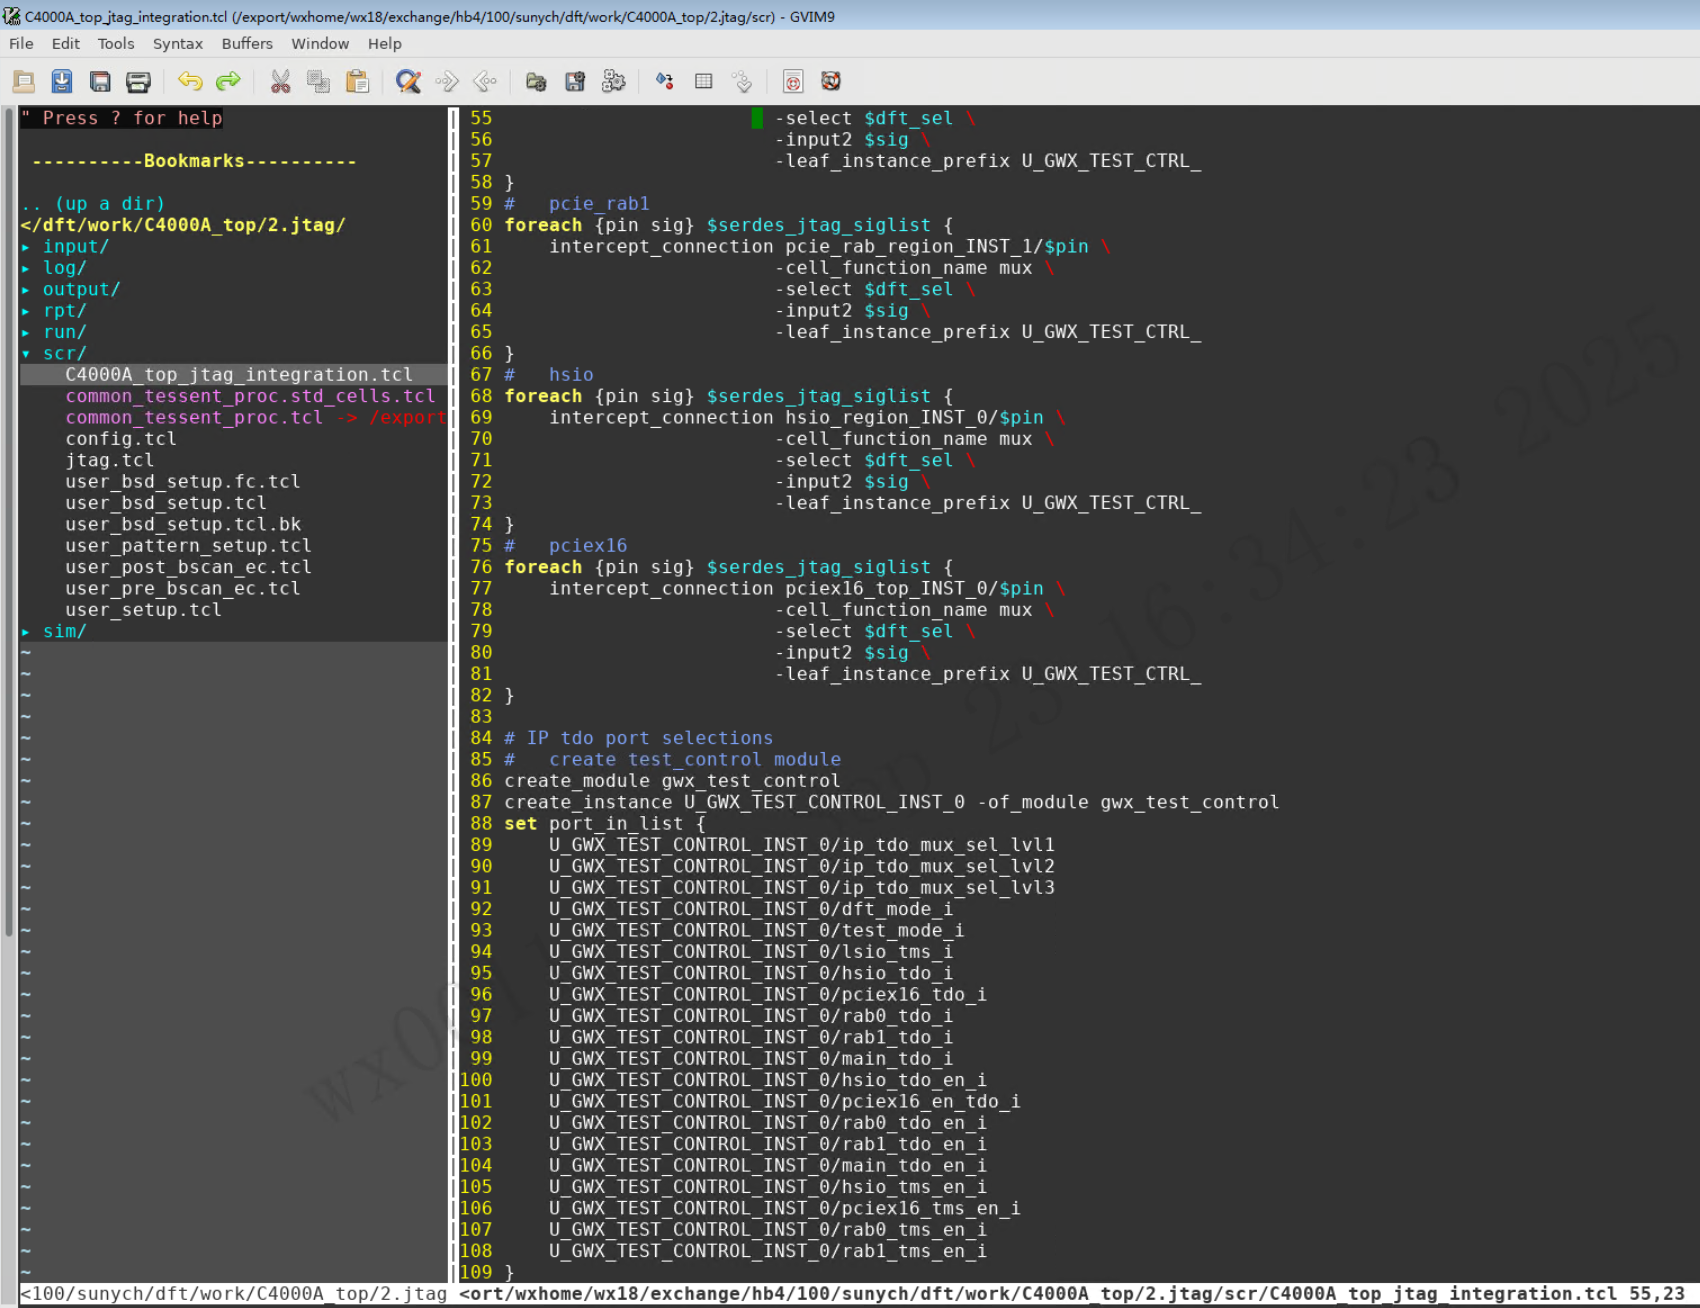 C4000A_top_jtag_integration.tcl (/export/wxhome/wx18/exchange/hb4/100/sunych/dft/work/C4000A_top/2.jtag/scr) - GVIM9
File Edit Tools Syntax Buffers Window Help
" Press ? for help
----------Bookmarks----------
.. (up a dir)
</dft/work/C4000A_top/2.jtag/
▸ input/
▸ log/
▸ output/
▸ rpt/
▸ run/
▾ scr/
C4000A_top_jtag_integration.tcl
common_tessent_proc.std_cells.tcl
common_tessent_proc.tcl -> /export
config.tcl
jtag.tcl
user_bsd_setup.fc.tcl
user_bsd_setup.tcl
user_bsd_setup.tcl.bk
user_pattern_setup.tcl
user_post_bscan_ec.tcl
user_pre_bscan_ec.tcl
user_setup.tcl
▸ sim/
55 -select $dft_sel \
56 -input2 $sig \
57 -leaf_instance_prefix U_GWX_TEST_CTRL_
58 }
59 # pcie_rab1
60 foreach {pin sig} $serdes_jtag_siglist {
61 intercept_connection pcie_rab_region_INST_1/$pin \
62 -cell_function_name mux \
63 -select $dft_sel \
64 -input2 $sig \
65 -leaf_instance_prefix U_GWX_TEST_CTRL_
66 }
67 # hsio
68 foreach {pin sig} $serdes_jtag_siglist {
69 intercept_connection hsio_region_INST_0/$pin \
70 -cell_function_name mux \
71 -select $dft_sel \
72 -input2 $sig \
73 -leaf_instance_prefix U_GWX_TEST_CTRL_
74 }
75 # pciex16
76 foreach {pin sig} $serdes_jtag_siglist {
77 intercept_connection pciex16_top_INST_0/$pin \
78 -cell_function_name mux \
79 -select $dft_sel \
80 -input2 $sig \
81 -leaf_instance_prefix U_GWX_TEST_CTRL_
82 }
83
84 # IP tdo port selections
85 # create test_control module
86 create_module gwx_test_control
87 create_instance U_GWX_TEST_CONTROL_INST_0 -of_module gwx_test_control
88 set port_in_list {
89 U_GWX_TEST_CONTROL_INST_0/ip_tdo_mux_sel_lvl1
90 U_GWX_TEST_CONTROL_INST_0/ip_tdo_mux_sel_lvl2
91 U_GWX_TEST_CONTROL_INST_0/ip_tdo_mux_sel_lvl3
92 U_GWX_TEST_CONTROL_INST_0/dft_mode_i
93 U_GWX_TEST_CONTROL_INST_0/test_mode_i
94 U_GWX_TEST_CONTROL_INST_0/lsio_tms_i
95 U_GWX_TEST_CONTROL_INST_0/hsio_tdo_i
96 U_GWX_TEST_CONTROL_INST_0/pciex16_tdo_i
97 U_GWX_TEST_CONTROL_INST_0/rab0_tdo_i
98 U_GWX_TEST_CONTROL_INST_0/rab1_tdo_i
99 U_GWX_TEST_CONTROL_INST_0/main_tdo_i
100 U_GWX_TEST_CONTROL_INST_0/hsio_tdo_en_i
101 U_GWX_TEST_CONTROL_INST_0/pciex16_en_tdo_i
102 U_GWX_TEST_CONTROL_INST_0/rab0_tdo_en_i
103 U_GWX_TEST_CONTROL_INST_0/rab1_tdo_en_i
104 U_GWX_TEST_CONTROL_INST_0/main_tdo_en_i
105 U_GWX_TEST_CONTROL_INST_0/hsio_tms_en_i
106 U_GWX_TEST_CONTROL_INST_0/pciex16_tms_en_i
107 U_GWX_TEST_CONTROL_INST_0/rab0_tms_en_i
108 U_GWX_TEST_CONTROL_INST_0/rab1_tms_en_i
109 }
<100/sunych/dft/work/C4000A_top/2.jtag <ort/wxhome/wx18/exchange/hb4/100/sunych/dft/work/C4000A_top/2.jtag/scr/C4000A_top_jtag_integration.tcl 55,23
Sep 23 16:34:23 2025